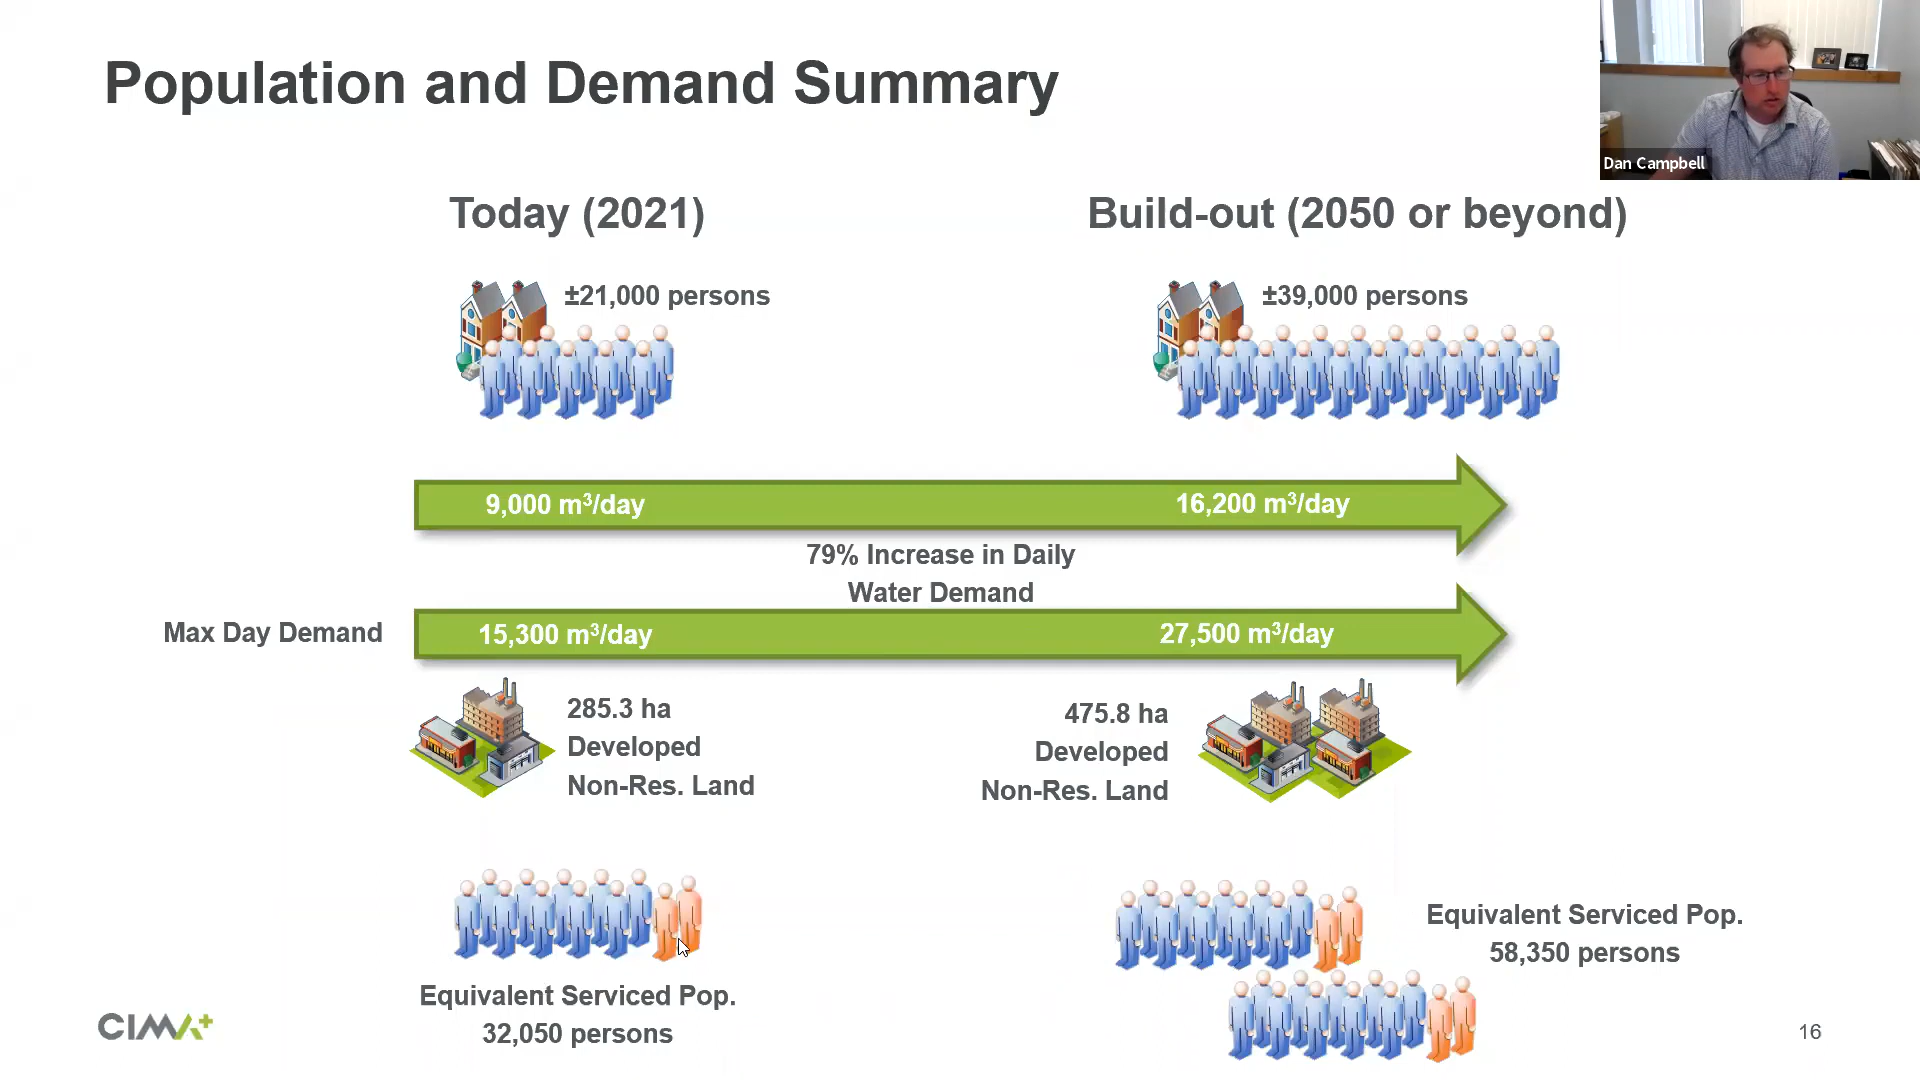 Population and Demand Summary
Dan Campbell
Today (2021)
Build-out (2050 or beyond)
±21,000 persons
±39,000 persons
9,000 m³/day
16,200 m³/day
79% Increase in Daily
Water Demand
Max Day Demand
15,300 m³/day
27,500 m³/day
285.3 ha
Developed
Non-Res. Land
475.8 ha
Developed
Non-Res. Land
Equivalent Serviced Pop.
32,050 persons
Equivalent Serviced Pop.
58,350 persons
CIMA+
16